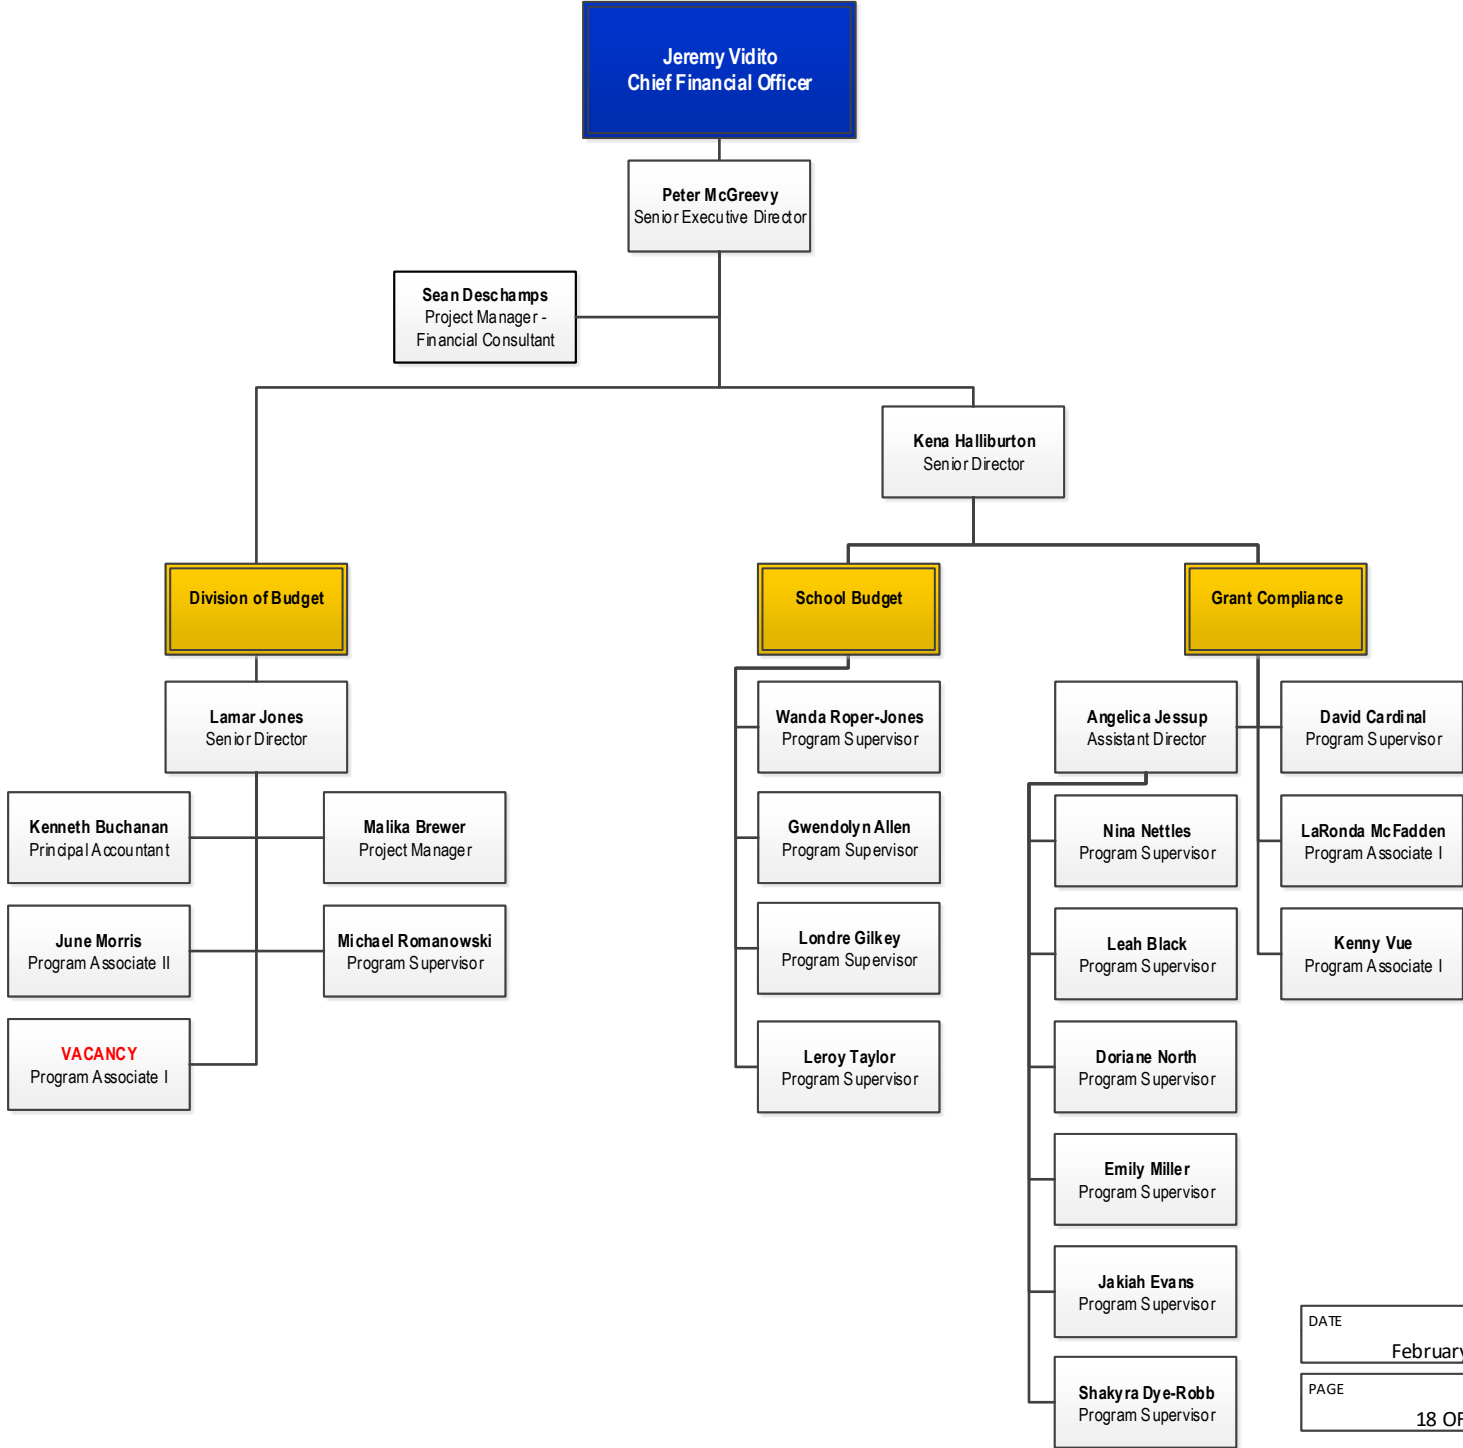 Jeremy Vidito
Chief Financial Officer
Peter McGreevy
Senior Executive Director
Sean Deschamps
Project Manager -
Financial Consultant
Kena Halliburton
Senior Director
Division of Budget
School Budget
Grant Compliance
Lamar Jones
Senior Director
Kenneth Buchanan
Principal Accountant
Malika Brewer
Project Manager
June Morris
Program Associate II
Michael Romanowski
Program Supervisor
VACANCY
Program Associate I
Wanda Roper-Jones
Program Supervisor
Gwendolyn Allen
Program Supervisor
Londre Gilkey
Program Supervisor
Leroy Taylor
Program Supervisor
Angelica Jessup
Assistant Director
David Cardinal
Program Supervisor
Nina Nettles
Program Supervisor
LaRonda McFadden
Program Associate I
Leah Black
Program Supervisor
Kenny Vue
Program Associate I
Doriane North
Program Supervisor
Emily Miller
Program Supervisor
Jakiah Evans
Program Supervisor
Shakyra Dye-Robb
Program Supervisor
DATE
February
PAGE
18